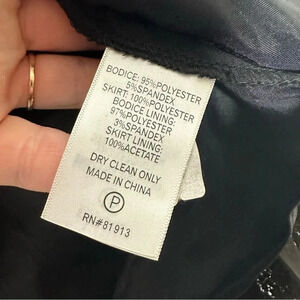 BODICE: 95%POLYESTER
5%SPANDEX
SKIRT: 100%POLYESTER
BODICE LINING:
97%POLYESTER
3%SPANDEX
SKIRT LINING:
100%ACETATE
DRY CLEAN ONLY
MADE IN CHINA
P
RN#81913